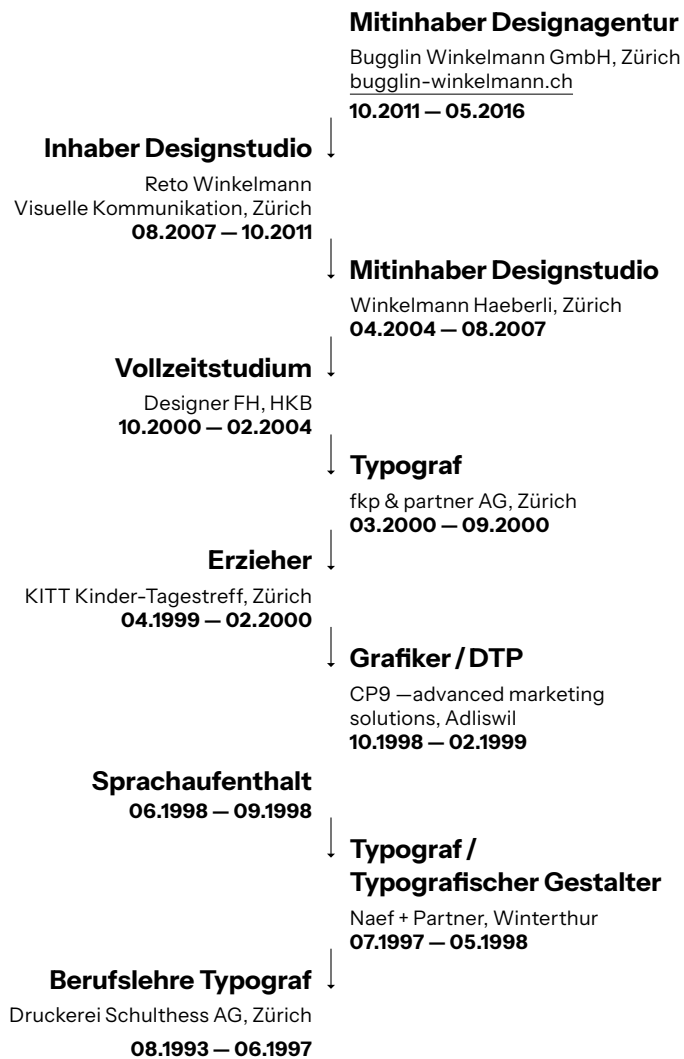 Mitinhaber Designagentur
Bugglin Winkelmann GmbH, Zürich
bugglin-winkelmann.ch
10.2011 — 05.2016
Inhaber Designstudio
Reto Winkelmann
Visuelle Kommunikation, Zürich
08.2007 — 10.2011
Mitinhaber Designstudio
Winkelmann Haeberli, Zürich
04.2004 — 08.2007
Vollzeitstudium
Designer FH, HKB
10.2000 — 02.2004
Typograf
fkp & partner AG, Zürich
03.2000 — 09.2000
Erzieher
KITT Kinder-Tagestreff, Zürich
04.1999 — 02.2000
Grafiker / DTP
CP9 —advanced marketing
solutions, Adliswil
10.1998 — 02.1999
Sprachaufenthalt
06.1998 — 09.1998
Typograf /
Typografischer Gestalter
Naef + Partner, Winterthur
07.1997 — 05.1998
Berufslehre Typograf
Druckerei Schulthess AG, Zürich
08.1993 — 06.1997